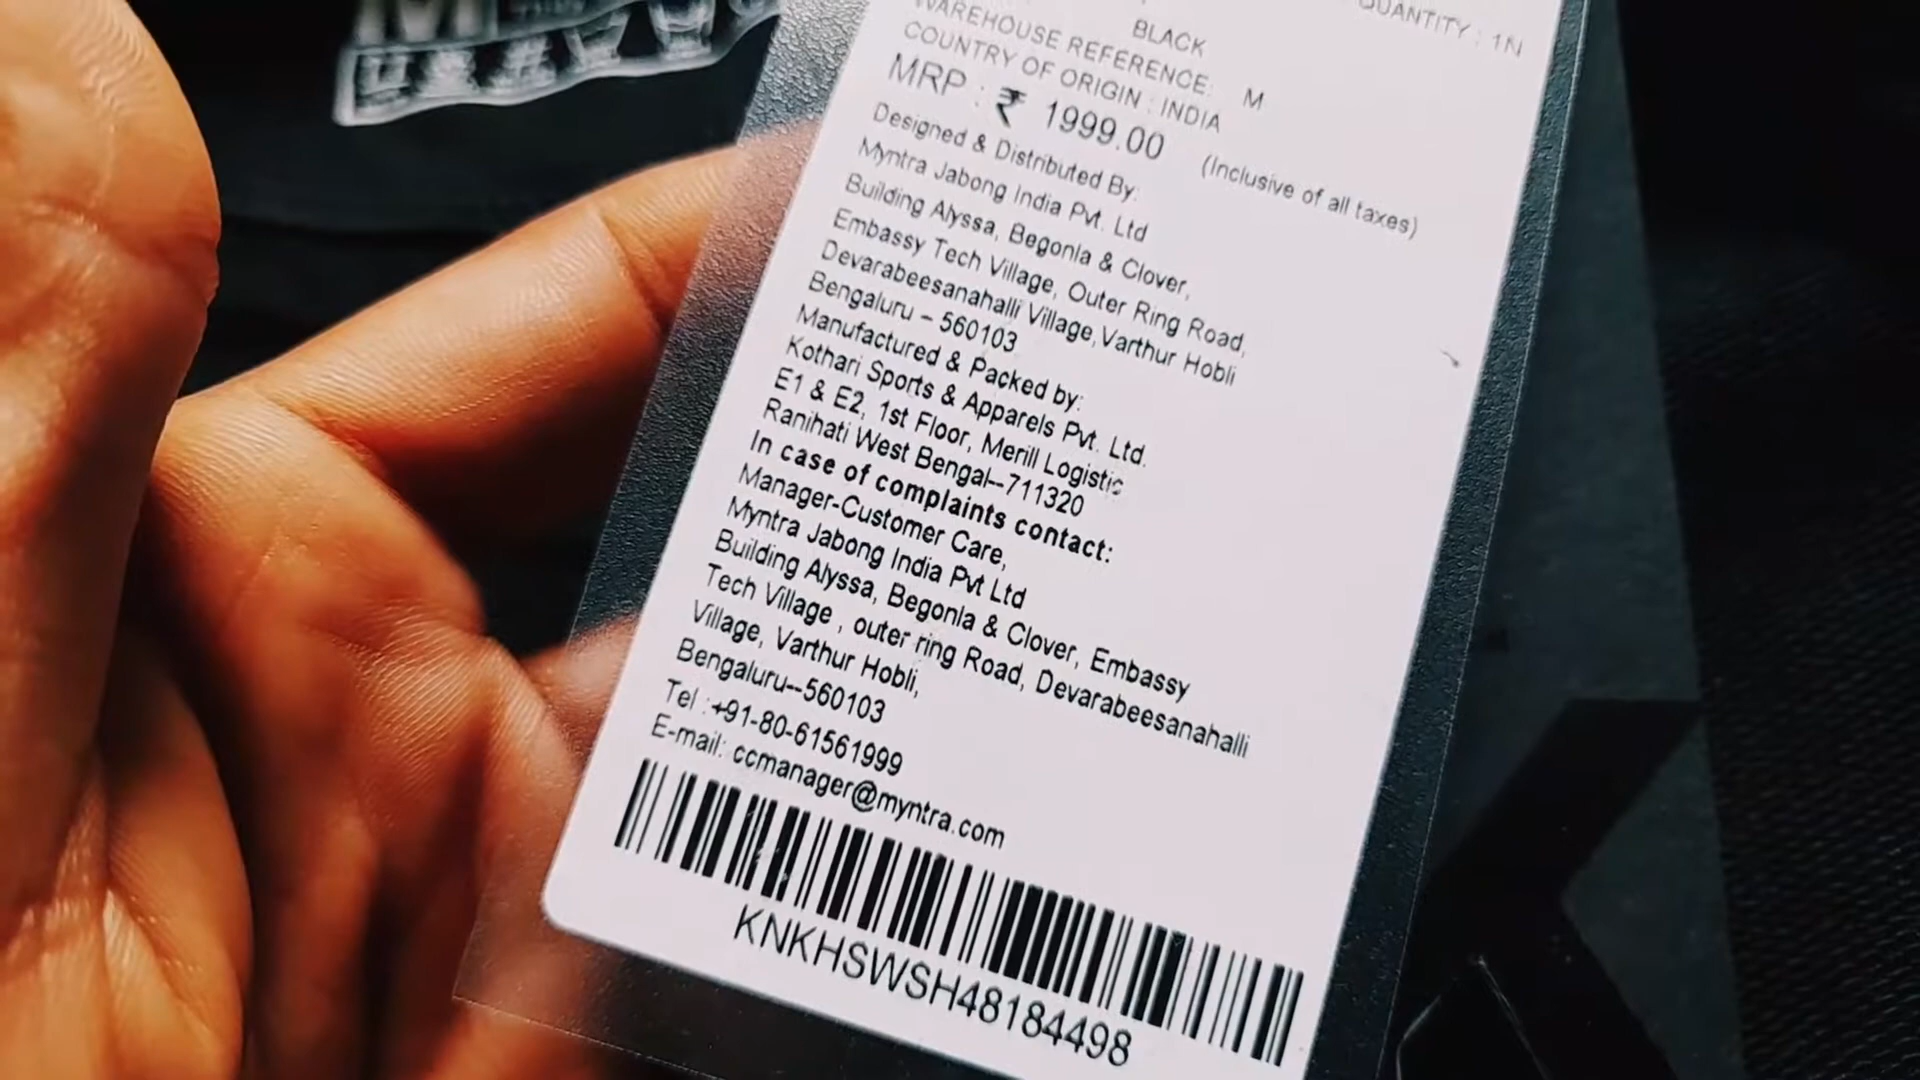 QUANTITY : 1N
BLACK
WAREHOUSE REFERENCE: M
COUNTRY OF ORIGIN : INDIA
MRP : ₹ 1999.00 (Inclusive of all taxes)
Designed & Distributed By:
Myntra Jabong India Pvt. Ltd
Building Alyssa, Begonla & Clover,
Embassy Tech Village, Outer Ring Road,
Devarabeesanahalli Village,Varthur Hobli
Bengaluru – 560103
Manufactured & Packed by:
Kothari Sports & Apparels Pvt. Ltd.
E1 & E2, 1st Floor, Merill Logistic
Ranihati West Bengal--711320
In case of complaints contact:
Manager-Customer Care,
Myntra Jabong India Pvt Ltd
Building Alyssa, Begonla & Clover, Embassy
Tech Village , outer ring Road, Devarabeesanahalli
Village, Varthur Hobli,
Bengaluru--560103
Tel :+91-80-61561999
E-mail: ccmanager@myntra.com
KNKHSWSH48184498